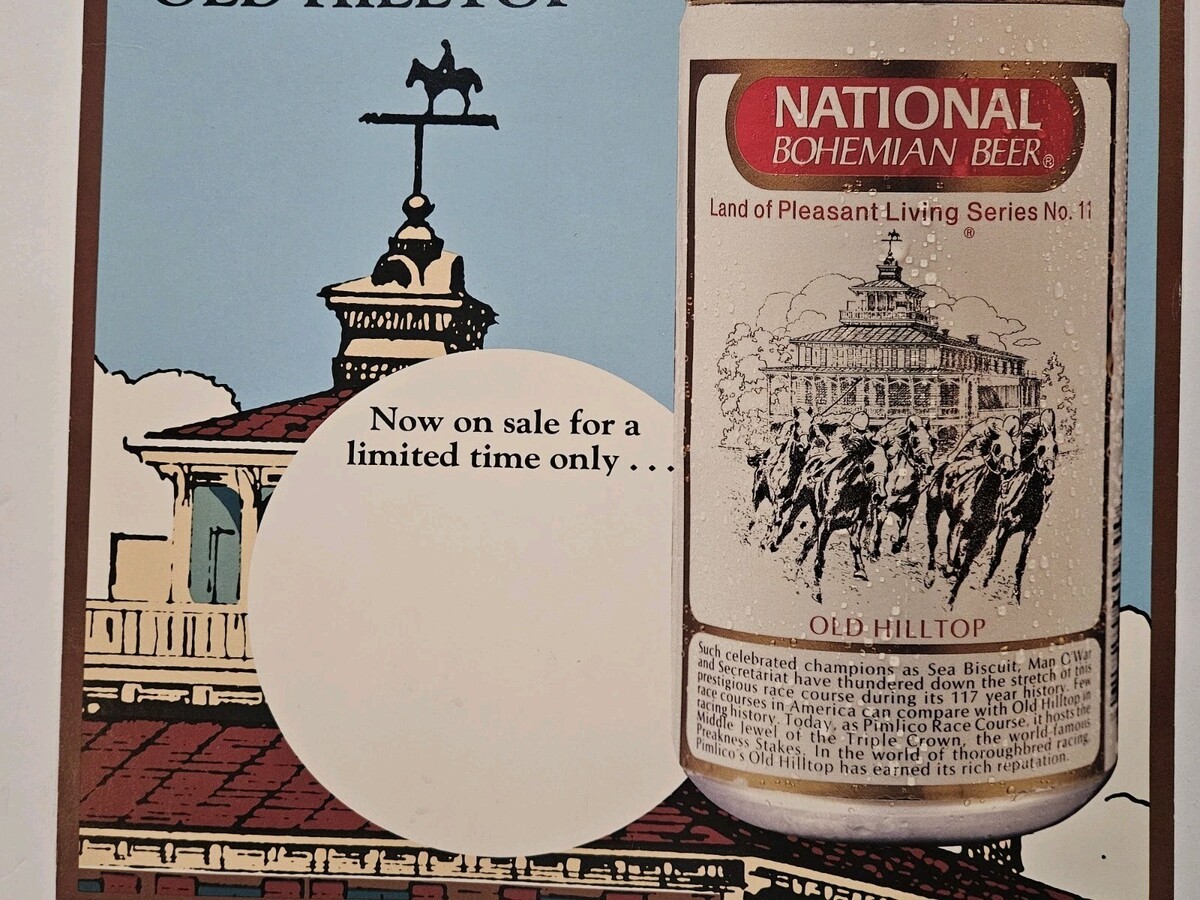 OLD HILLTOP
NATIONAL
BOHEMIAN BEER®
Land of Pleasant Living Series No. 11
®
Now on sale for a
limited time only . . .
OLD HILLTOP
Such celebrated champions as Sea Biscuit, Man O'War
and Secretariat have thundered down the stretch of this
prestigious race course during its 117 year history. Few
race courses in America can compare with Old Hilltop in
racing history. Today, as Pimlico Race Course, it hosts the
Middle Jewel of the Triple Crown, the world-famous
Preakness Stakes. In the world of thoroughbred racing,
Pimlico's Old Hilltop has earned its rich reputation.